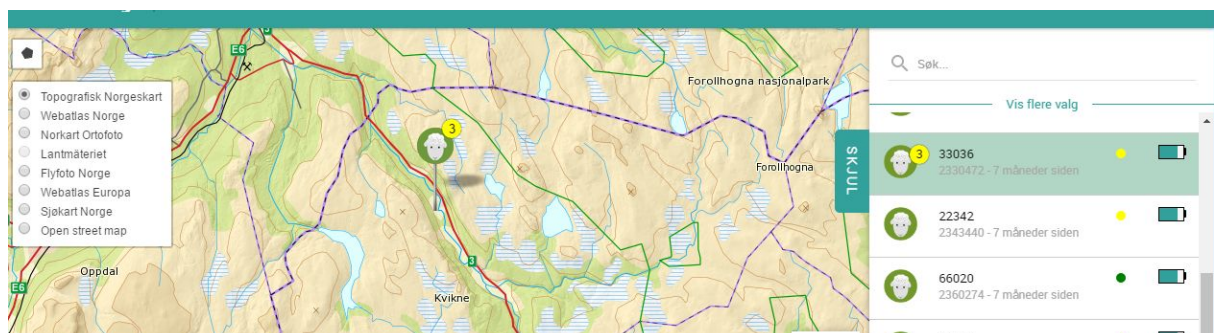 E6
3
Topografisk Norgeskart
Webatlas Norge
Norkart Ortofoto
Lantmäteriet
Flyfoto Norge
Webatlas Europa
Sjøkart Norge
Open street map
Forollhogna nasjonalpark
3
Forollhogna
SKJUL
3
Oppdal
E6
Kvikne
Søk...
Vis flere valg
3
33036
2330472 - 7 måneder siden
22342
2343440 - 7 måneder siden
66020
2360274 - 7 måneder siden